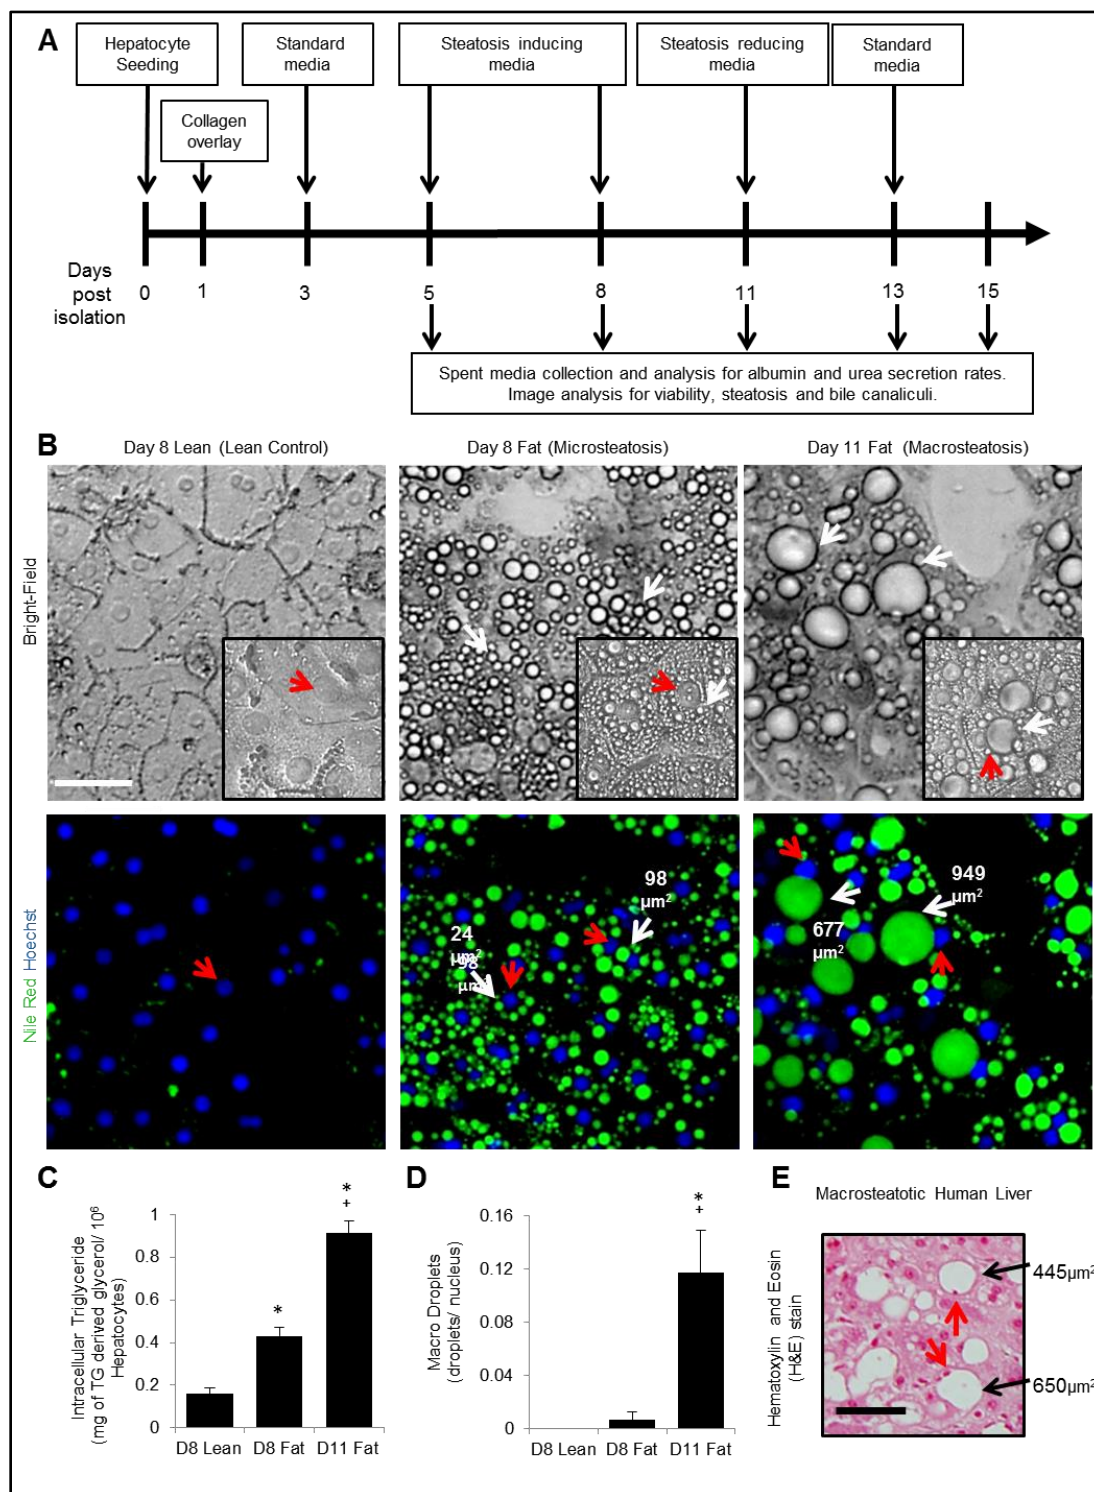 A
Hepatocyte
Seeding
Standard
media
Steatosis inducing
media
Steatosis reducing
media
Standard
media
Collagen
overlay
Days
post
isolation
0 1 3 5 8 11 13 15
Spent media collection and analysis for albumin and urea secretion rates.
Image analysis for viability, steatosis and bile canaliculi.
B
Day 8 Lean (Lean Control)
Day 8 Fat (Microsteatosis)
Day 11 Fat (Macrosteatosis)
Bright-Field
Nile Red Hoechst
98
µm²
24
µm²
98
µm²
949
µm²
677
µm²
C
Intracellular Triglyceride
(mg of TG derived glycerol/ 10⁶
Hepatocytes)
1
0.8
0.6
0.4
0.2
0
*
*
+
D8 Lean D8 Fat D11 Fat
D
Macro Droplets
(droplets/ nucleus)
0.16
0.12
0.08
0.04
0
*
+
D8 Lean D8 Fat D11 Fat
E
Macrosteatotic Human Liver
Hematoxylin and Eosin
(H&E) stain
445µm²
650µm²